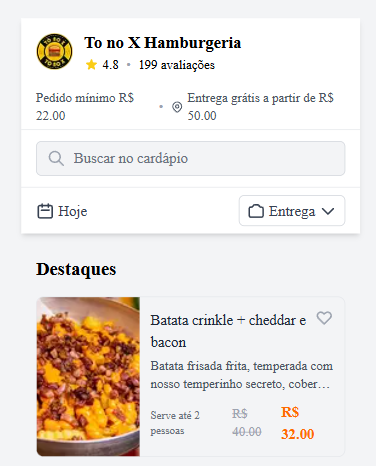 To no X Hamburgeria
4.8 • 199 avaliações
Pedido mínimo R$
22.00
• Entrega grátis a partir de R$
50.00
Buscar no cardápio
Hoje
Entrega
Destaques
Batata crinkle + cheddar e
bacon
Batata frisada frita, temperada com
nosso temperinho secreto, cober…
Serve até 2
pessoas
R$
40.00
R$
32.00